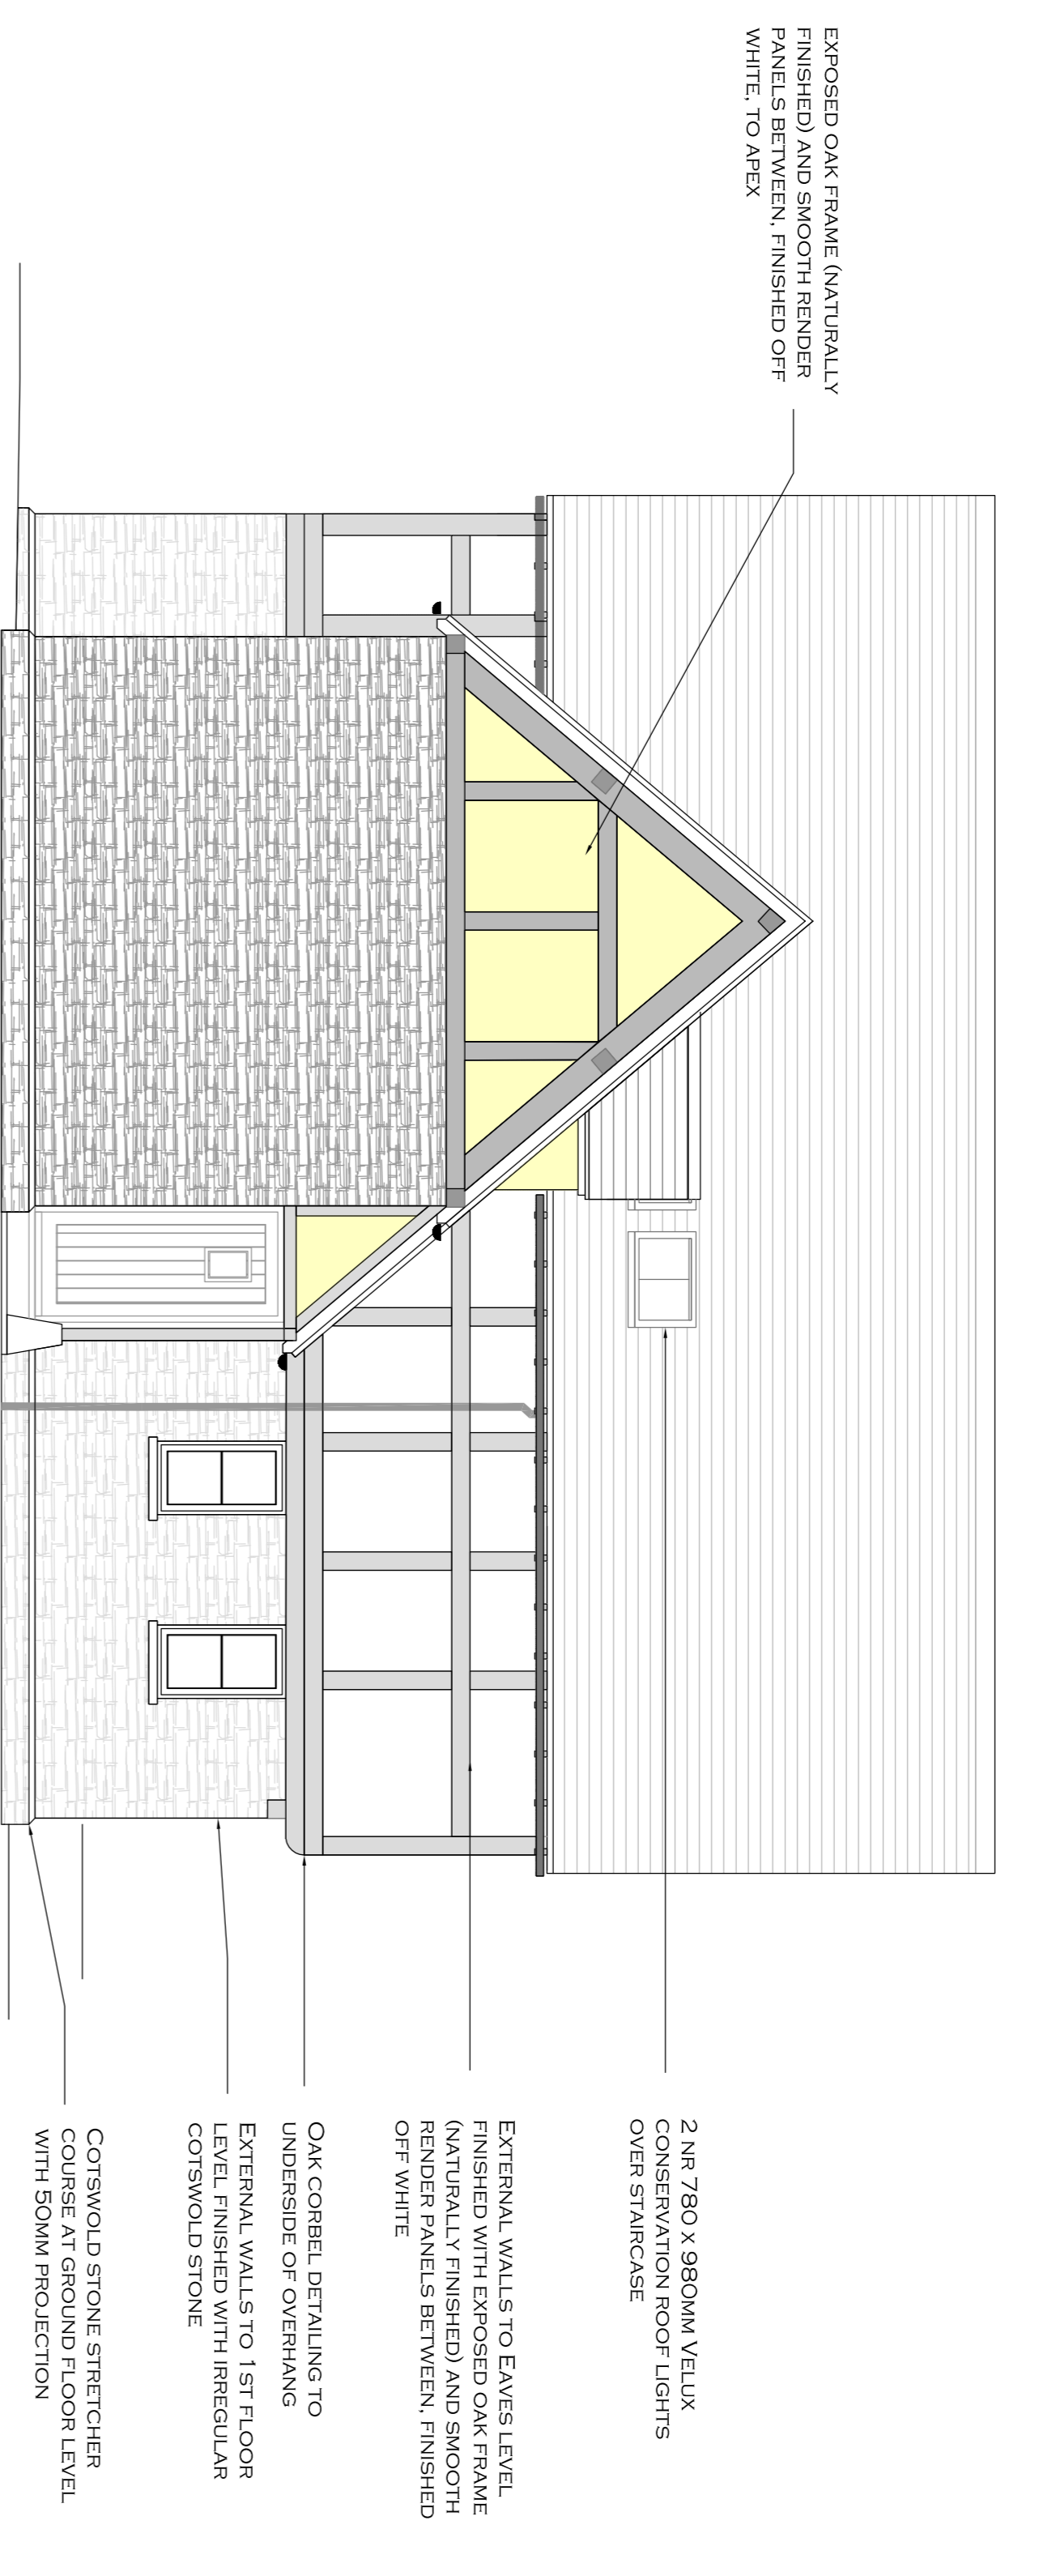 EXPOSED OAK FRAME (NATURALLY
FINISHED) AND SMOOTH RENDER
PANELS BETWEEN, FINISHED OFF
WHITE, TO APEX
2 NR 780 X 980MM VELUX
CONSERVATION ROOF LIGHTS
OVER STAIRCASE
EXTERNAL WALLS TO EAVES LEVEL
FINISHED WITH EXPOSED OAK FRAME
(NATURALLY FINISHED) AND SMOOTH
RENDER PANELS BETWEEN, FINISHED
OFF WHITE
OAK CORBEL DETAILING TO
UNDERSIDE OF OVERHANG
EXTERNAL WALLS TO 1ST FLOOR
LEVEL FINISHED WITH IRREGULAR
COTSWOLD STONE
COTSWOLD STONE STRETCHER
COURSE AT GROUND FLOOR LEVEL
WITH 50MM PROJECTION